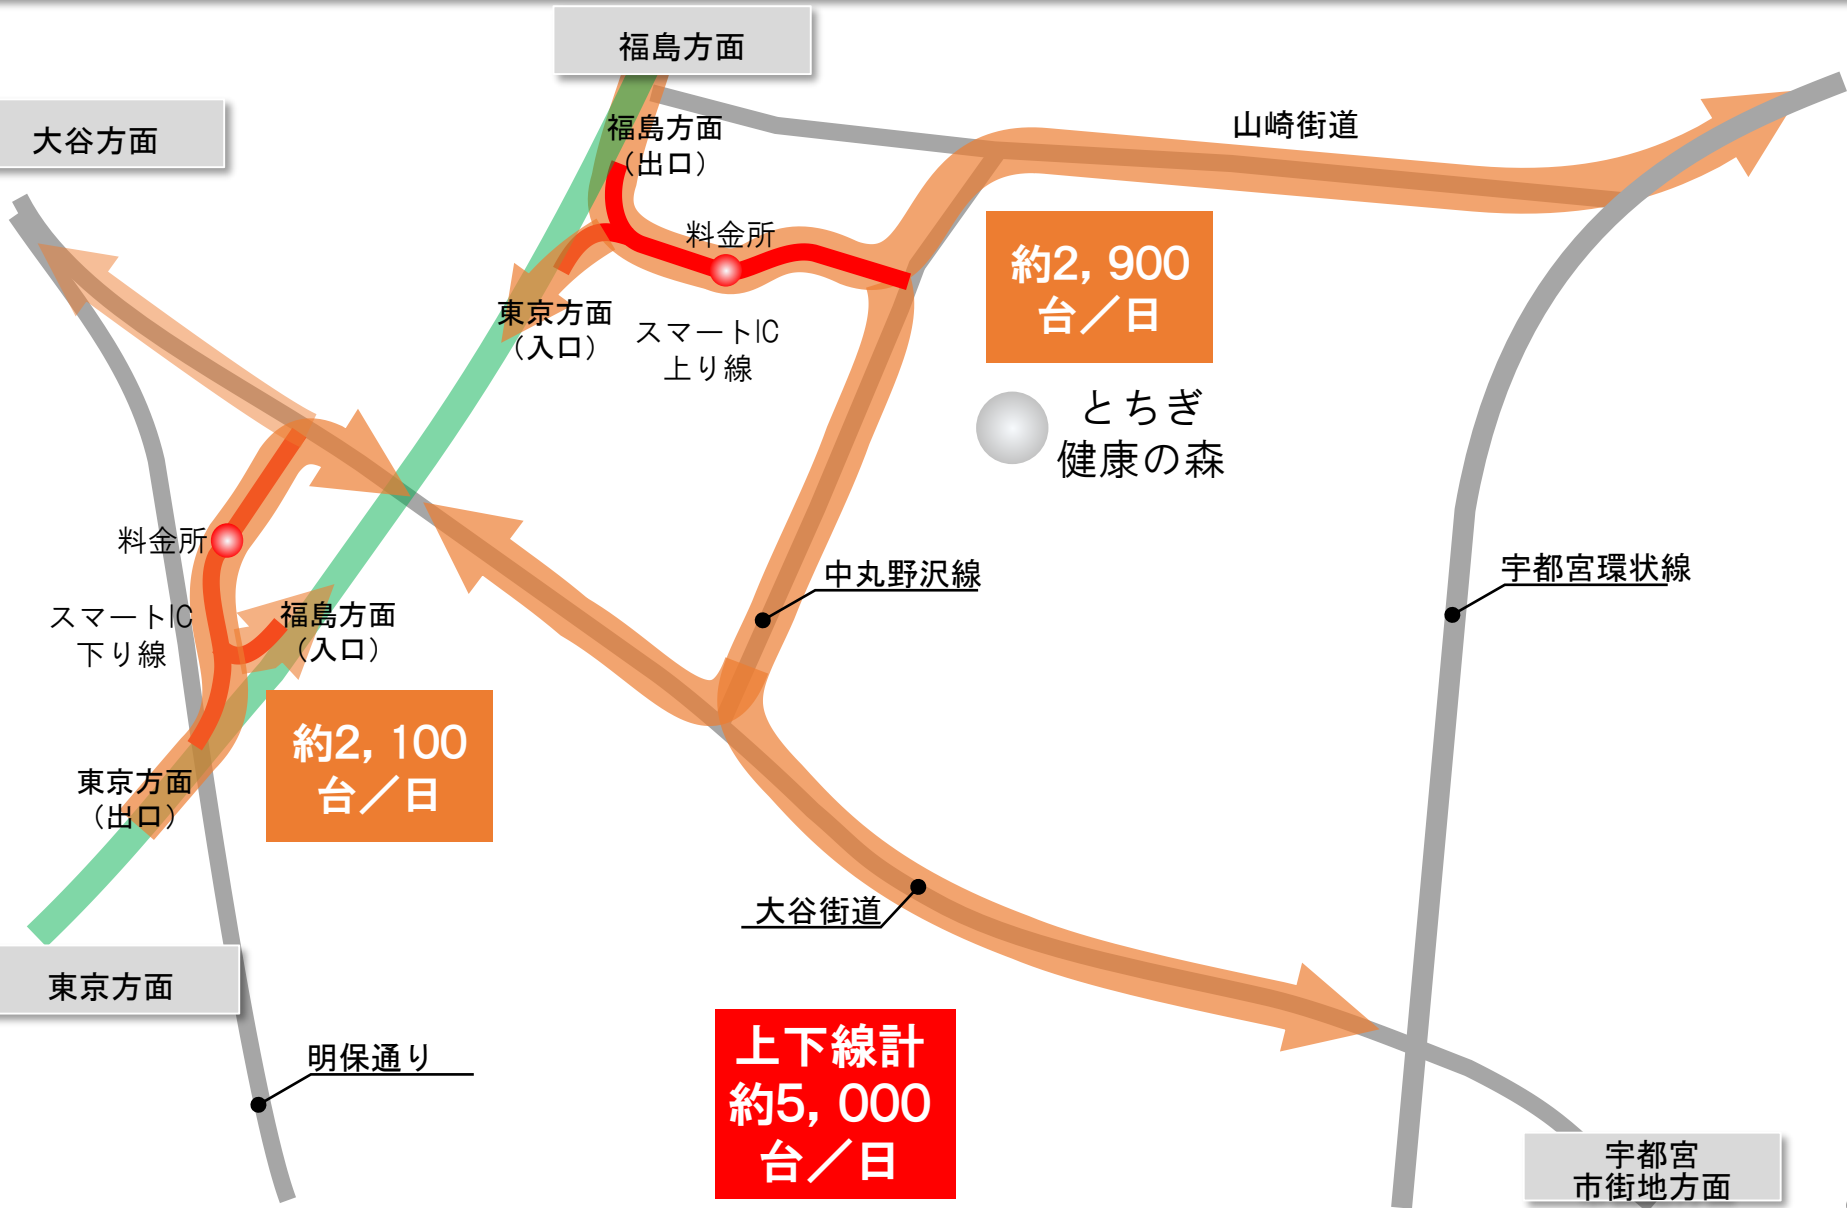 福島方面
大谷方面
福島方面
（出口）
山崎街道
料金所
約2, 900
台／日
東京方面
（入口）
スマートIC
上り線
とちぎ
健康の森
料金所
中丸野沢線
宇都宮環状線
スマートIC
下り線
福島方面
（入口）
約2, 100
台／日
東京方面
（出口）
大谷街道
東京方面
明保通り
上下線計
約5, 000
台／日
宇都宮
市街地方面